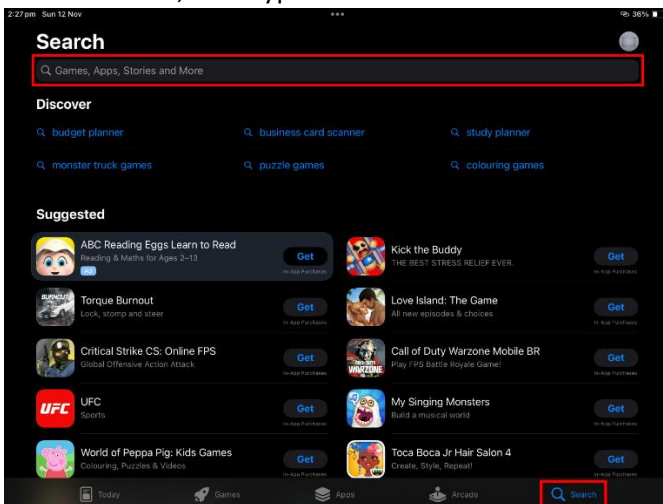 2:27 pm Sun 12 Nov
36%
Search
Games, Apps, Stories and More
Discover
budget planner
business card scanner
study planner
monster truck games
puzzle games
colouring games
Suggested
ABC Reading Eggs Learn to Read
Reading & Maths for Ages 2–13
Ad
Get
In-App Purchases
Kick the Buddy
THE BEST STRESS RELIEF EVER.
Get
In-App Purchases
BURNOUT
Torque Burnout
Lock, stomp and steer
Get
In-App Purchases
Love Island: The Game
All new episodes & choices
Get
In-App Purchases
Critical Strike CS: Online FPS
Global Offensive Action Attack
Get
In-App Purchases
WARZONE
Call of Duty Warzone Mobile BR
Play FPS Battle Royale Game!
Get
In-App Purchases
UFC
UFC
Sports
Get
In-App Purchases
My Singing Monsters
Build a musical world
Get
In-App Purchases
World of Peppa Pig: Kids Games
Colouring, Puzzles & Videos
Get
In-App Purchases
Toca Boca Jr Hair Salon 4
Create, Style, Repeat!
Get
In-App Purchases
Today
Games
Apps
Arcade
Search